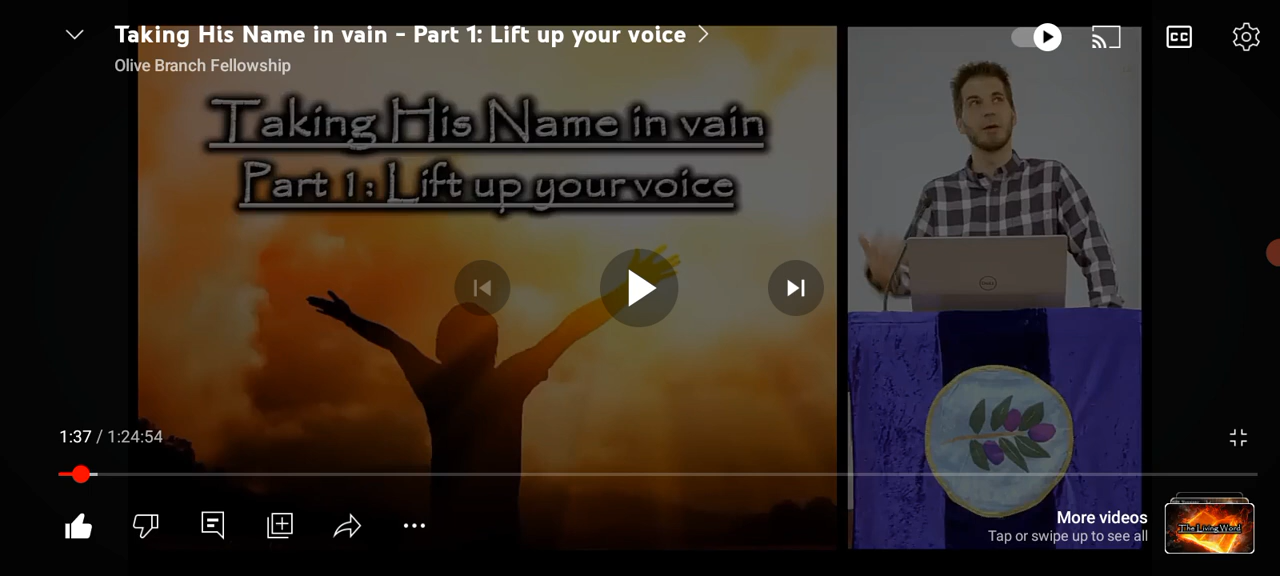 Taking His Name in vain - Part 1: Lift up your voice
Olive Branch Fellowship
CC
Taking His Name in vain
Part 1: Lift up your voice
DELL
1:37 / 1:24:54
More videos
Tap or swipe up to see all
The Living Word